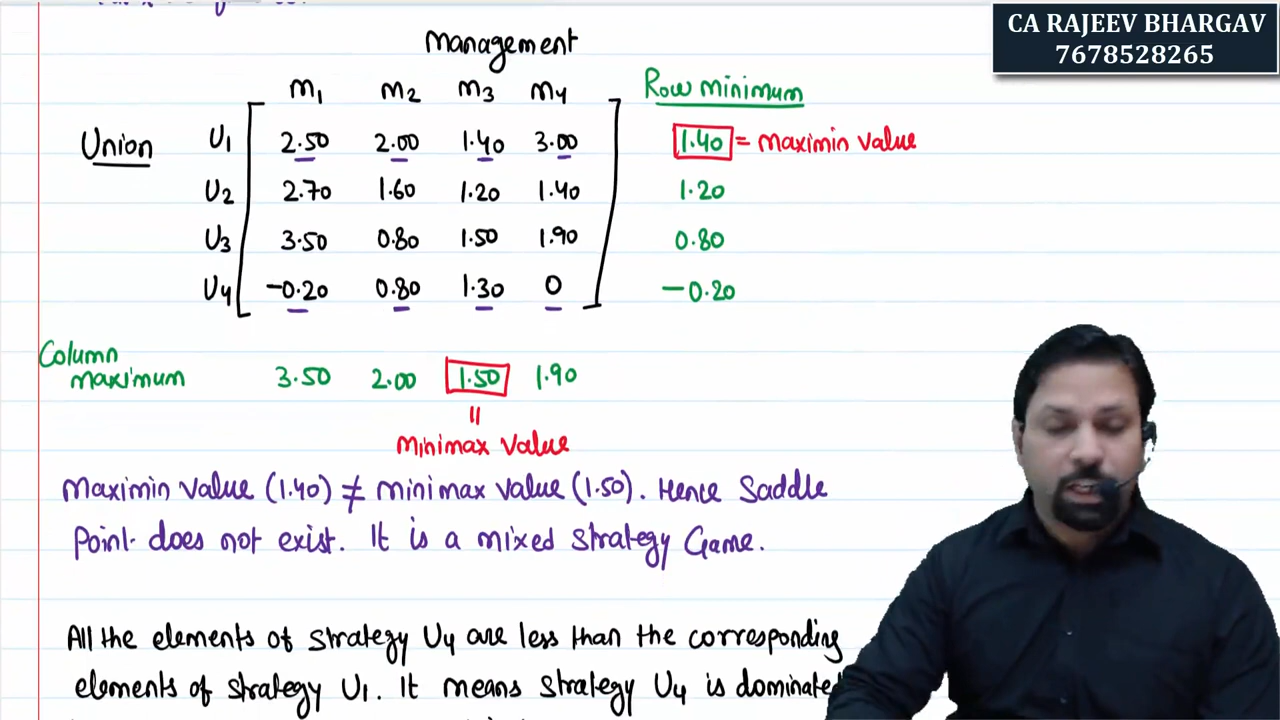 CA RAJEEV BHARGAV
7678528265
Management
M1 M2 M3 M4 Row minimum
Union U1 2.50 2.00 1.40 3.00 1.40 = Maximin value
U2 2.70 1.60 1.20 1.40 1.20
U3 3.50 0.80 1.50 1.90 0.80
U4 -0.20 0.80 1.30 0 -0.20
Column
maximum 3.50 2.00 1.50 1.90
=
Minimax Value
Maximin value (1.40) ≠ minimax value (1.50). Hence Saddle
Point does not exist. It is a mixed strategy Game.
All the elements of strategy U4 are less than the corresponding
elements of strategy U1. It means strategy U4 is dominated